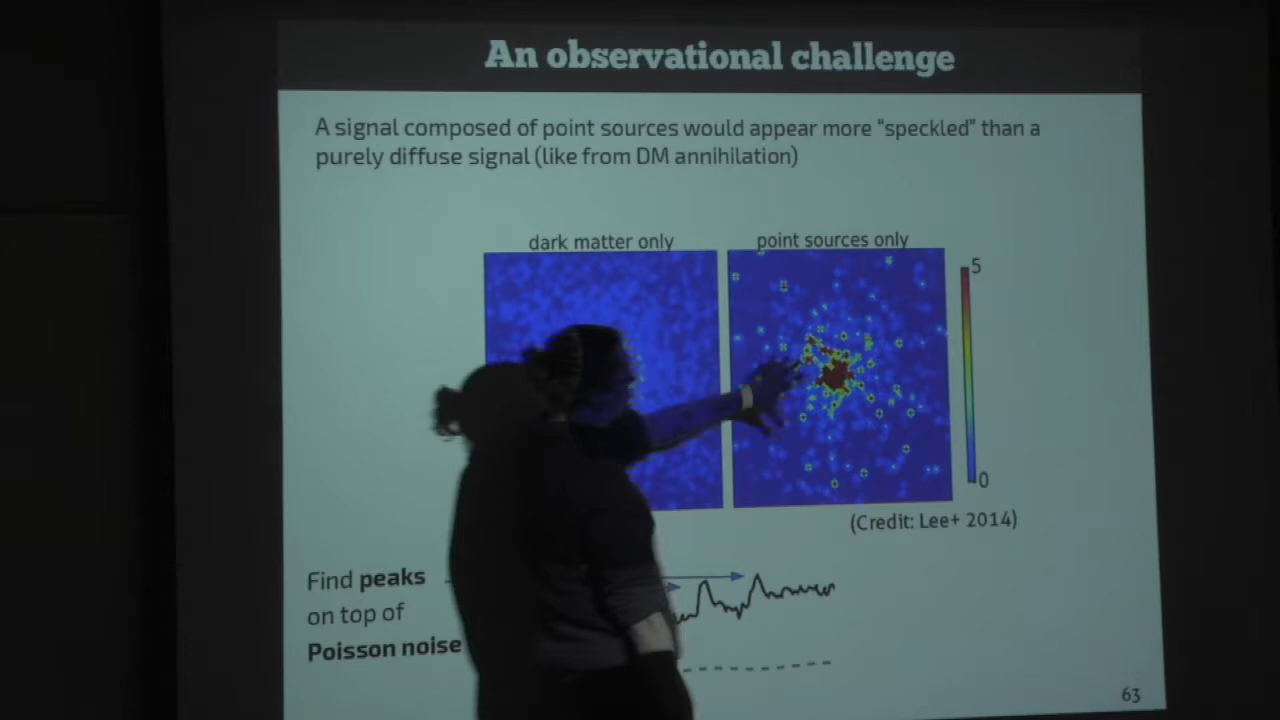 An observational challenge
A signal composed of point sources would appear more "speckled" than a
purely diffuse signal (like from DM annihilation)
dark matter only
point sources only
5
0
(Credit: Lee+ 2014)
Find peaks
on top of
Poisson noise
63